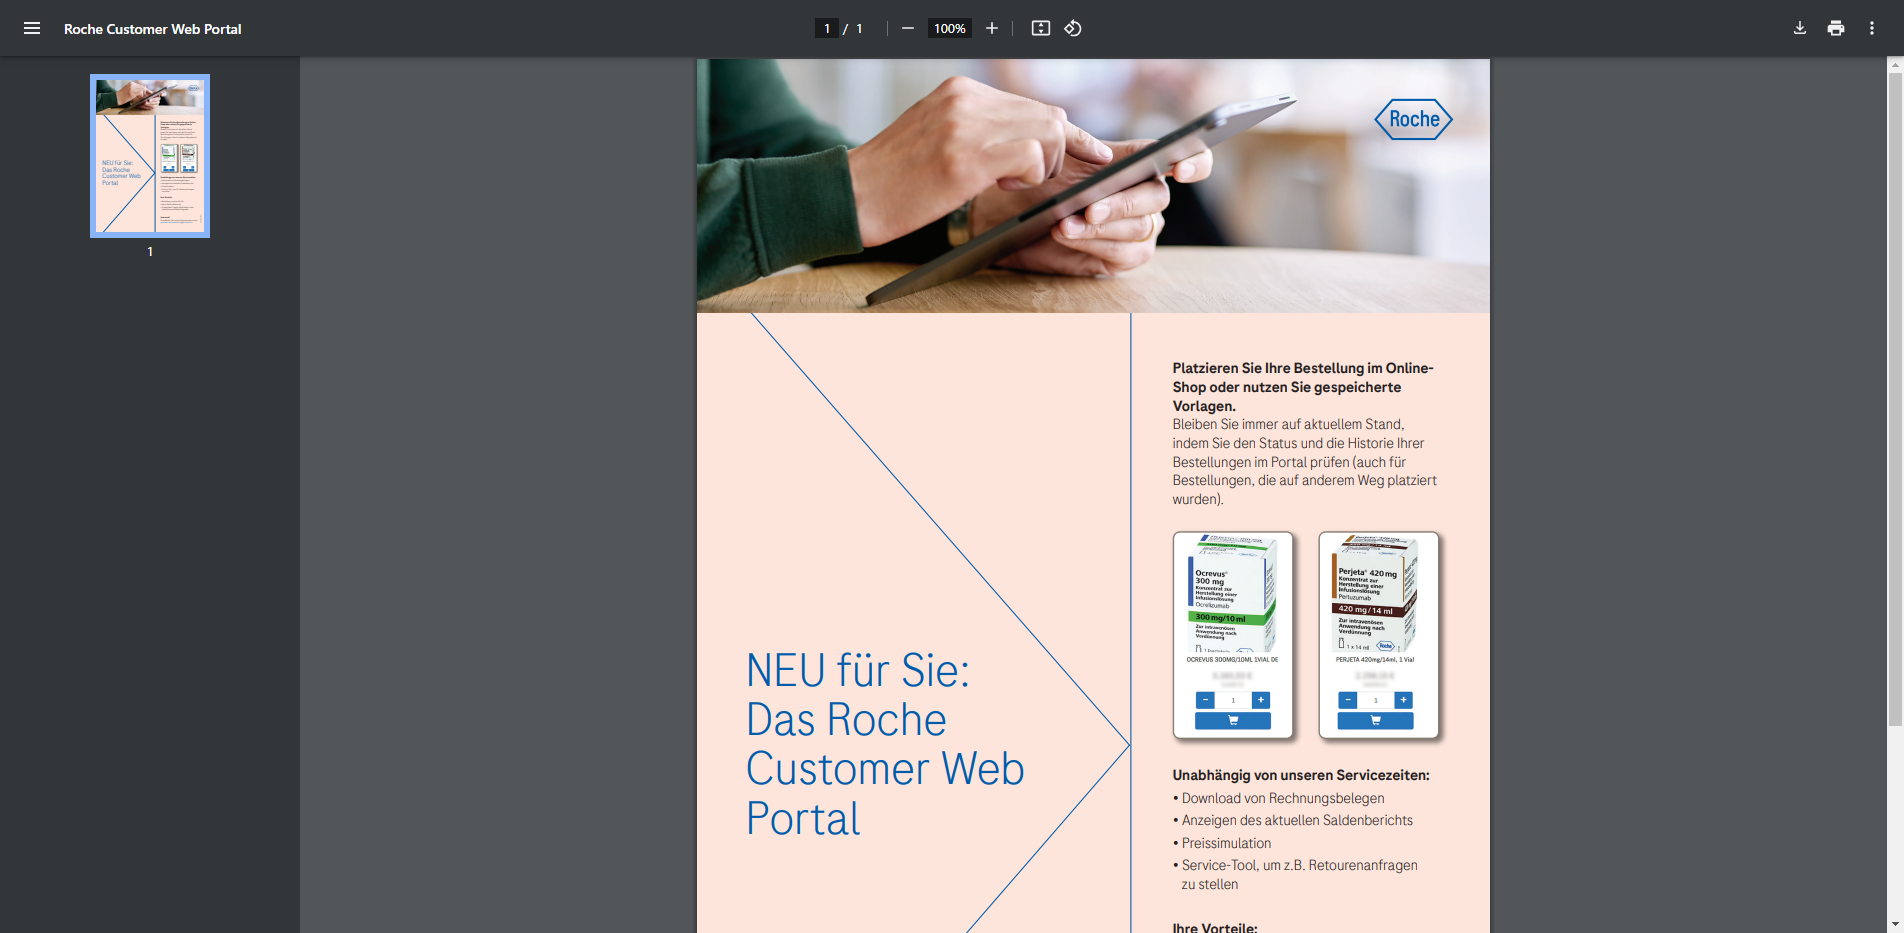 Roche Customer Web Portal
1 / 1
100%
1
Roche
Platzieren Sie Ihre Bestellung im Online-
Shop oder nutzen Sie gespeicherte
Vorlagen.
Bleiben Sie immer auf aktuellem Stand,
indem Sie den Status und die Historie Ihrer
Bestellungen im Portal prüfen (auch für
Bestellungen, die auf anderem Weg platziert
wurden).
Ocrevus®
300 mg
Konzentrat zur
Herstellung einer
Infusionslösung
Ocrelizumab
300 mg/10 ml
Zur intravenösen
Anwendung nach
Verdünnung
OCREVUS 300MG/10ML 1VIAL DE
1
Perjeta® 420 mg
Konzentrat zur
Herstellung einer
Infusionslösung
Pertuzumab
420 mg/14 ml
Zur intravenösen
Anwendung nach
Verdünnung
1 x 14 ml
Roche
PERJETA 420mg/14ml, 1 Vial
1
NEU für Sie:
Das Roche
Customer Web
Portal
Unabhängig von unseren Servicezeiten:
• Download von Rechnungsbelegen
• Anzeigen des aktuellen Saldenberichts
• Preissimulation
• Service-Tool, um z.B. Retourenanfragen
zu stellen
Ihre Vorteile: